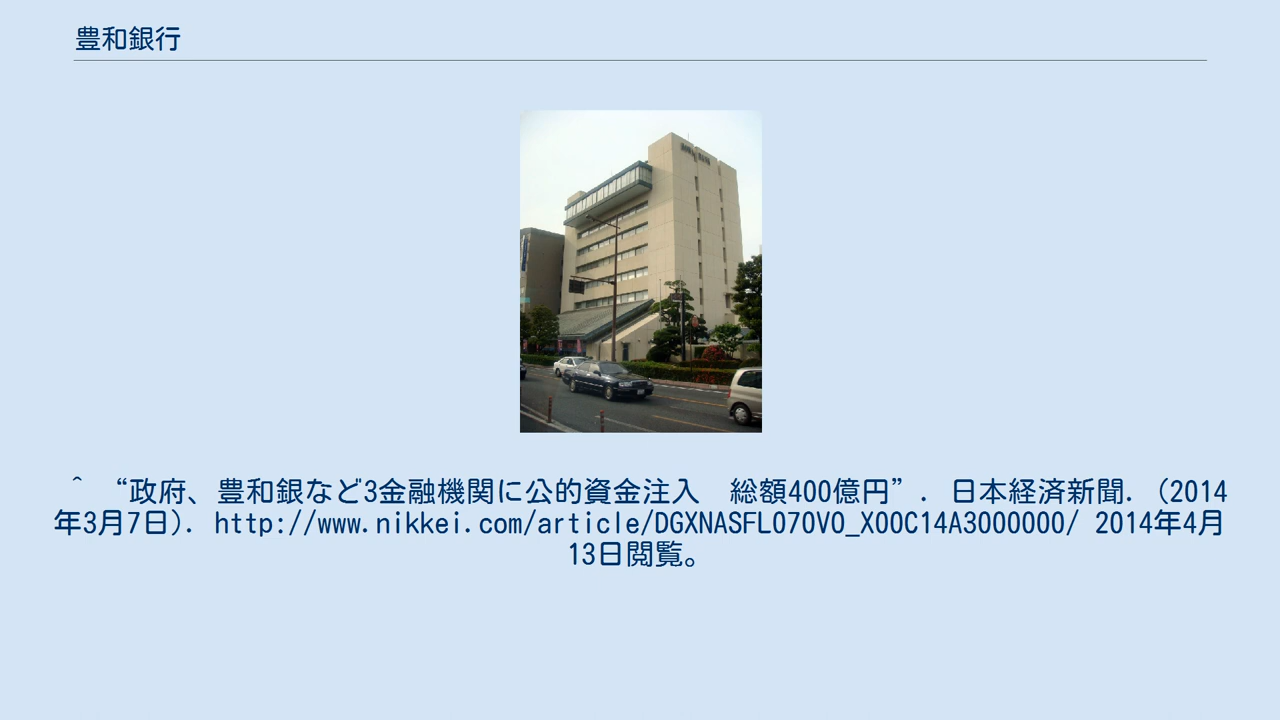 豊和銀行
^ “政府、豊和銀など3金融機関に公的資金注入　総額400億円”. 日本経済新聞. (2014
年3月7日). http://www.nikkei.com/article/DGXNASFL070V0_X00C14A3000000/ 2014年4月
13日閲覧。